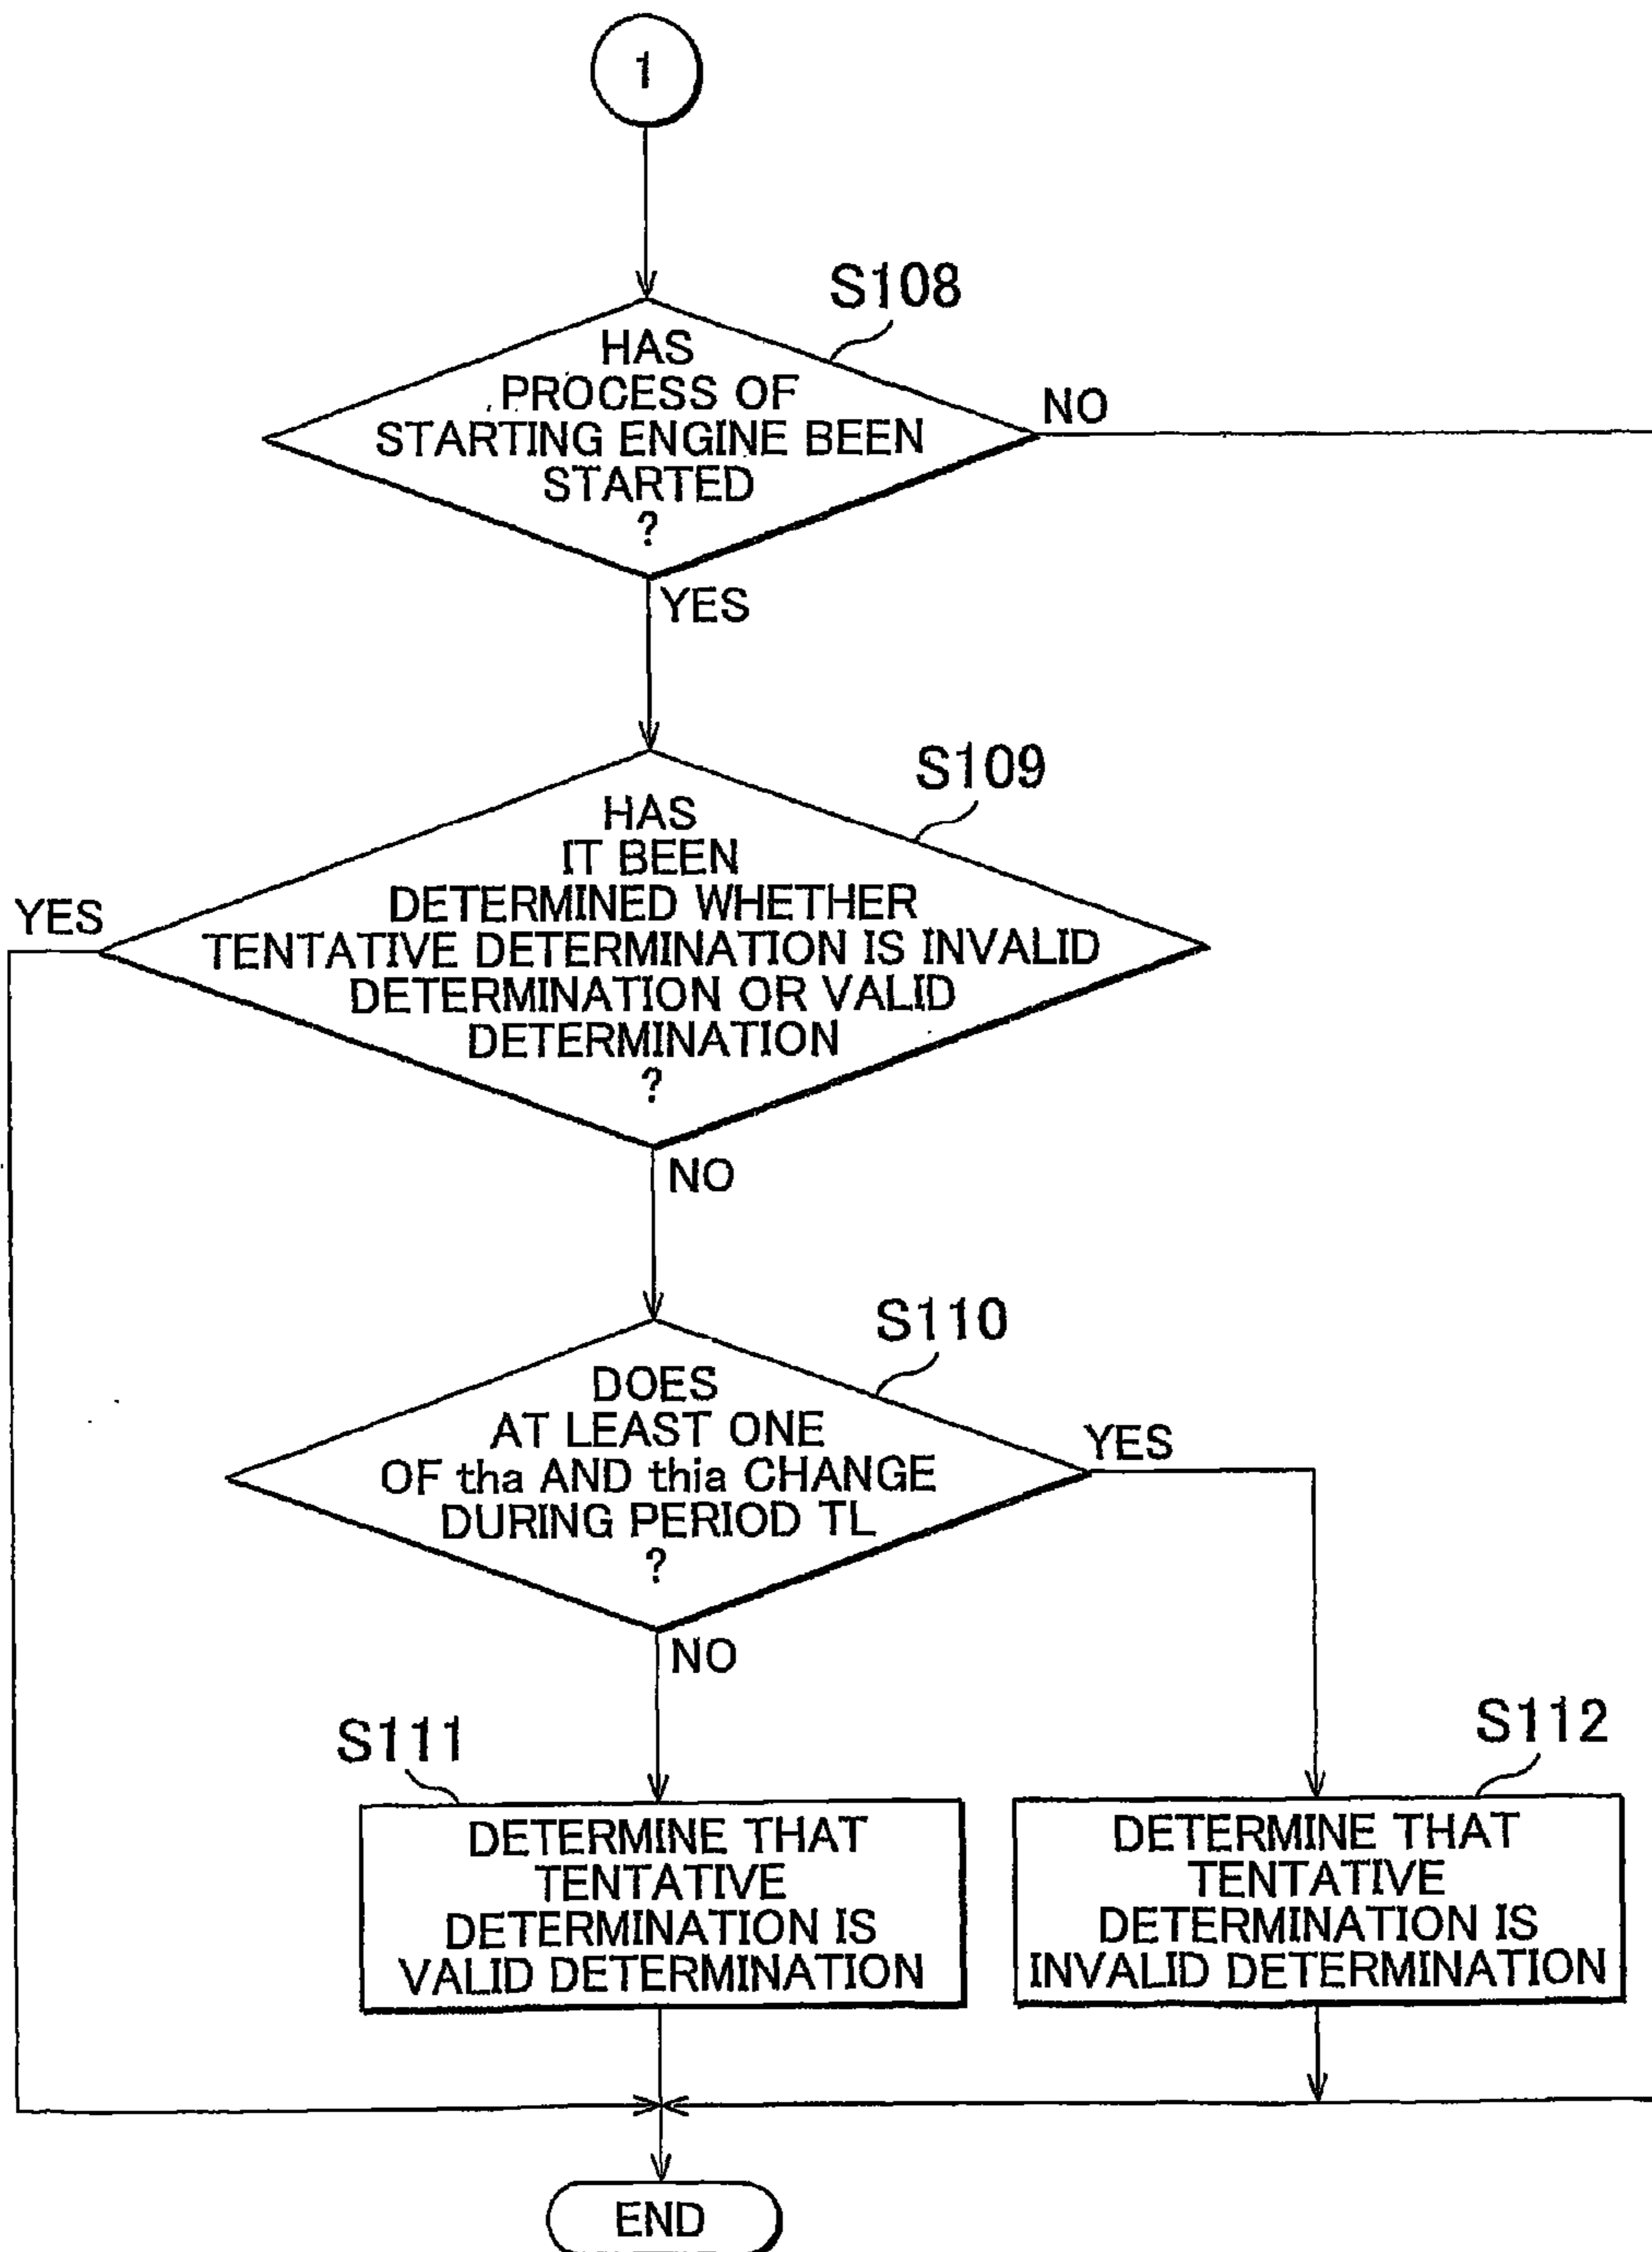 1
S108
HAS
PROCESS OF
STARTING ENGINE BEEN
STARTED
?
NO
YES
S109
HAS
IT BEEN
DETERMINED WHETHER
TENTATIVE DETERMINATION IS INVALID
DETERMINATION OR VALID
DETERMINATION
?
YES
NO
S110
DOES
AT LEAST ONE
OF tha AND thia CHANGE
DURING PERIOD TL
?
YES
NO
S111
DETERMINE THAT
TENTATIVE
DETERMINATION IS
VALID DETERMINATION
S112
DETERMINE THAT
TENTATIVE
DETERMINATION IS
INVALID DETERMINATION
END